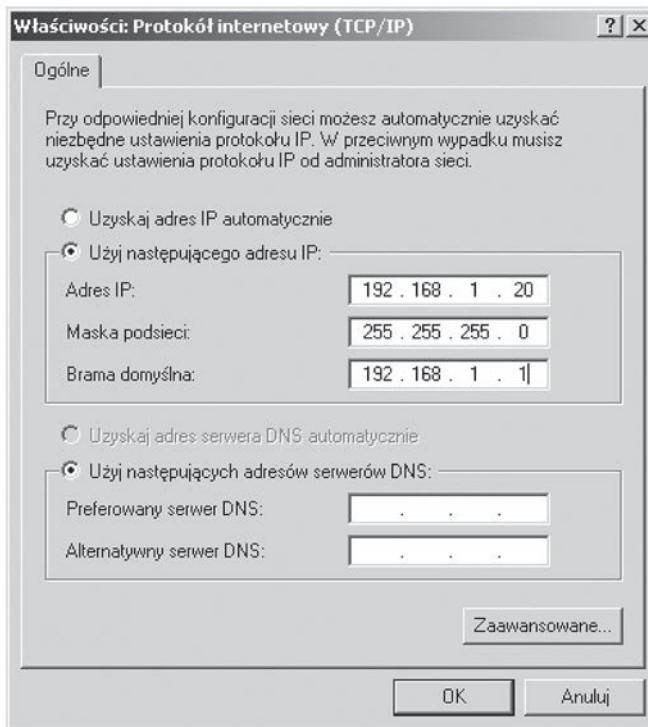 Właściwości: Protokół internetowy (TCP/IP)
Ogólne
Przy odpowiedniej konfiguracji sieci możesz automatycznie uzyskać
niezbędne ustawienia protokołu IP. W przeciwnym wypadku musisz
uzyskać ustawienia protokołu IP od administratora sieci.
Uzyskaj adres IP automatycznie
Użyj następującego adresu IP:
Adres IP: 192 . 168 . 1 . 20
Maska podsieci: 255 . 255 . 255 . 0
Brama domyślna: 192 . 168 . 1 . 1
Uzyskaj adres serwera DNS automatycznie
Użyj następujących adresów serwerów DNS:
Preferowany serwer DNS: . . .
Alternatywny serwer DNS: . . .
Zaawansowane...
OK Anuluj